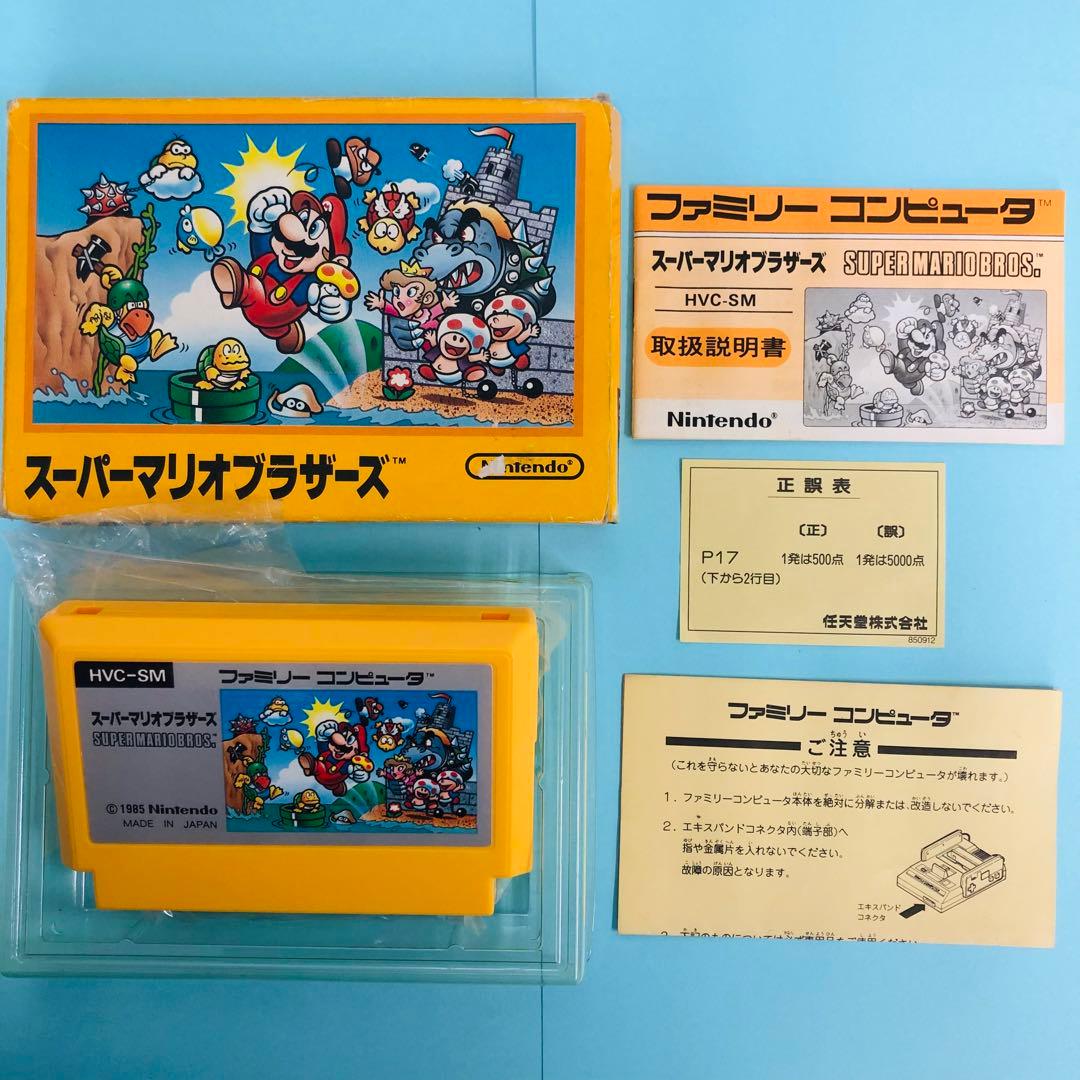 スーパーマリオブラザーズ™
Nintendo®
ファミリー コンピュータ™
スーパーマリオブラザーズ SUPER MARIO BROS.™
HVC-SM
取扱説明書
Nintendo®
正誤表
〔正〕 〔誤〕
P17 1発は500点 1発は5000点
(下から2行目)
任天堂株式会社
850912
HVC-SM ファミリー コンピュータ™
スーパーマリオブラザーズ
SUPER MARIO BROS.™
©1985 Nintendo
MADE IN JAPAN
ファミリー コンピュータ™
ちゅう い
ご注意
(これを守らないとあなたの大切なファミリーコンピュータが壊れます。)
1. ファミリーコンピュータ本体を絶対に分解または、改造しないでください。
2. エキスパンドコネクタ内(端子部)へ
指や金属片を入れないでください。
故障の原因となります。
エキスパンド
コネクタ